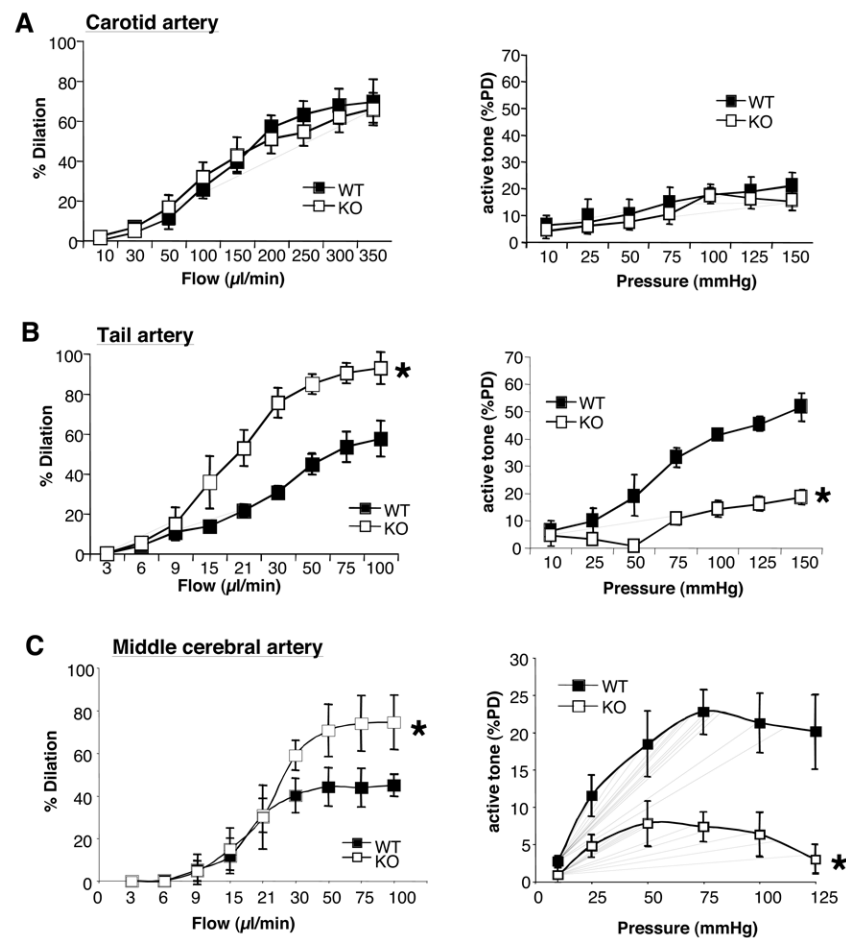 A Carotid artery
80
60
40
20
0
% Dilation
WT
KO
10 30 50 100 150 200 250 300 350
Flow (µl/min)
70
60
50
40
30
20
10
0
active tone (%PD)
WT
KO
10 25 50 75 100 125 150
Pressure (mmHg)
B Tail artery
100
80
60
40
20
0
% Dilation
*
WT
KO
3 6 9 15 21 30 50 75 100
Flow (µl/min)
70
60
50
40
30
20
10
0
active tone (%PD)
WT
KO
*
10 25 50 75 100 125 150
Pressure (mmHg)
C Middle cerebral artery
100
80
60
40
20
0
% Dilation
*
WT
KO
0 3 6 9 15 21 30 50 75 100
Flow (µl/min)
30
25
20
15
10
5
0
active tone (%PD)
WT
KO
*
0 25 50 75 100 125
Pressure (mmHg)